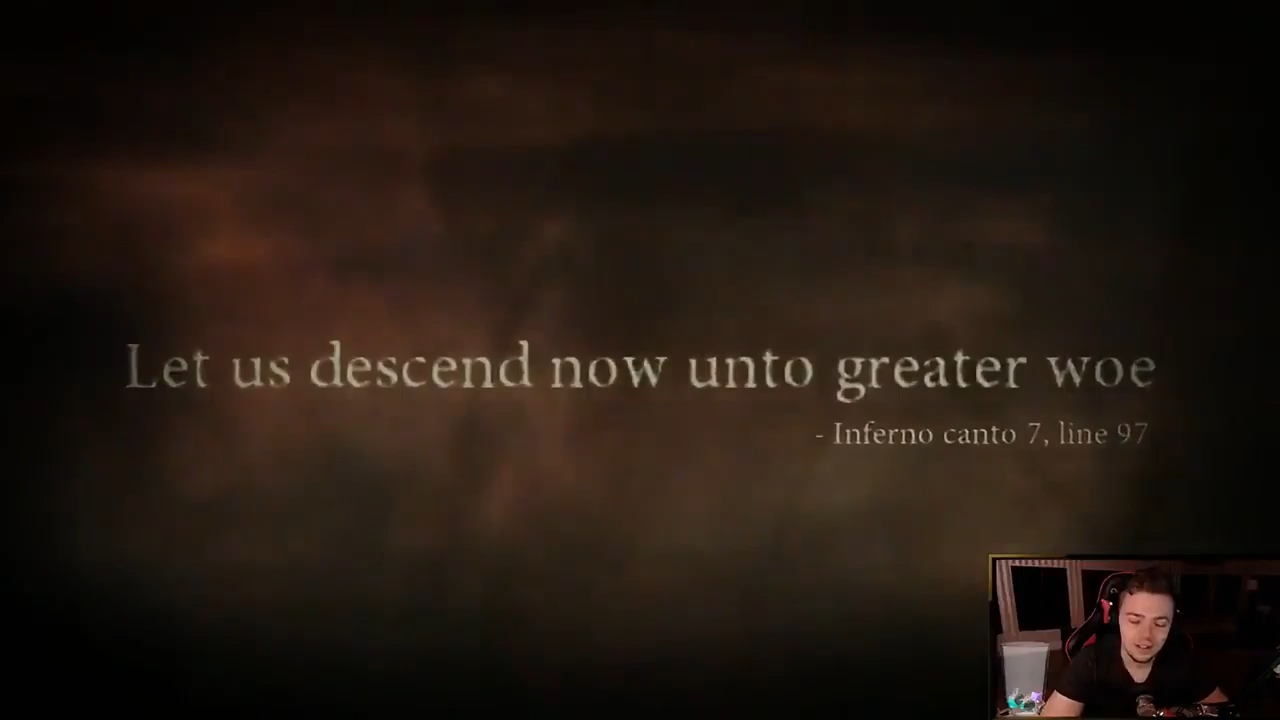 Let us descend now unto greater woe
- Inferno canto 7, line 97